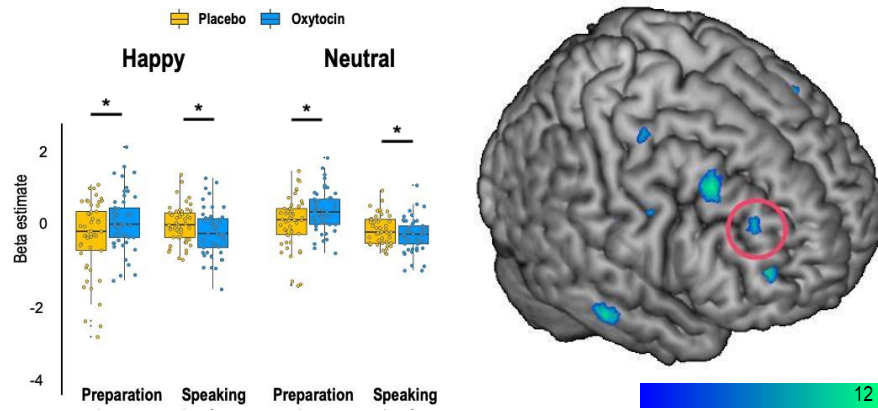 Placebo Oxytocin
Happy Neutral
* * * *
Beta estimate
2
0
-2
-4
Preparation Speaking Preparation Speaking
12